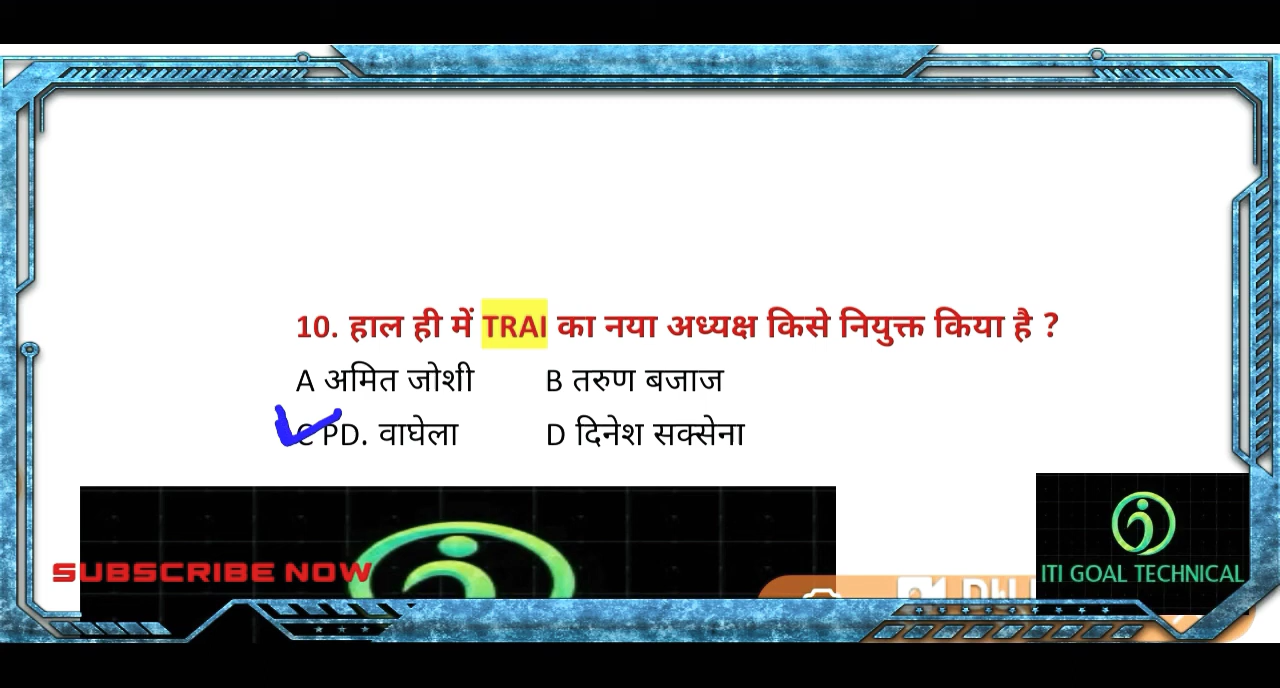 10. हाल ही में TRAI का नया अध्यक्ष किसे नियुक्त किया है ?
A अमित जोशी B तरुण बजाज
C PD. वाघेला D दिनेश सक्सेना
SUBSCRIBE NOW
ITI GOAL TECHNICAL